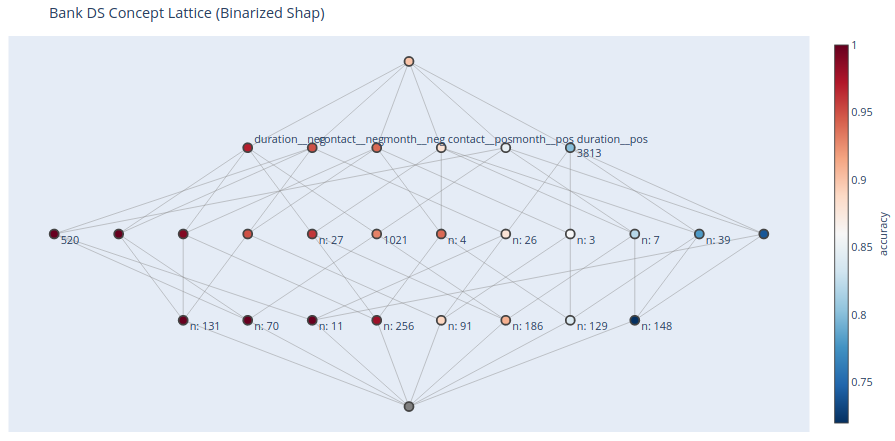 Bank DS Concept Lattice (Binarized Shap)
duration__neg contact__neg month__neg contact__pos month__pos duration__pos
3813
520 n: 27 1021 n: 4 n: 26 n: 3 n: 7 n: 39
n: 131 n: 70 n: 11 n: 256 n: 91 n: 186 n: 129 n: 148
1
0.95
0.9
0.85
0.8
0.75
accuracy